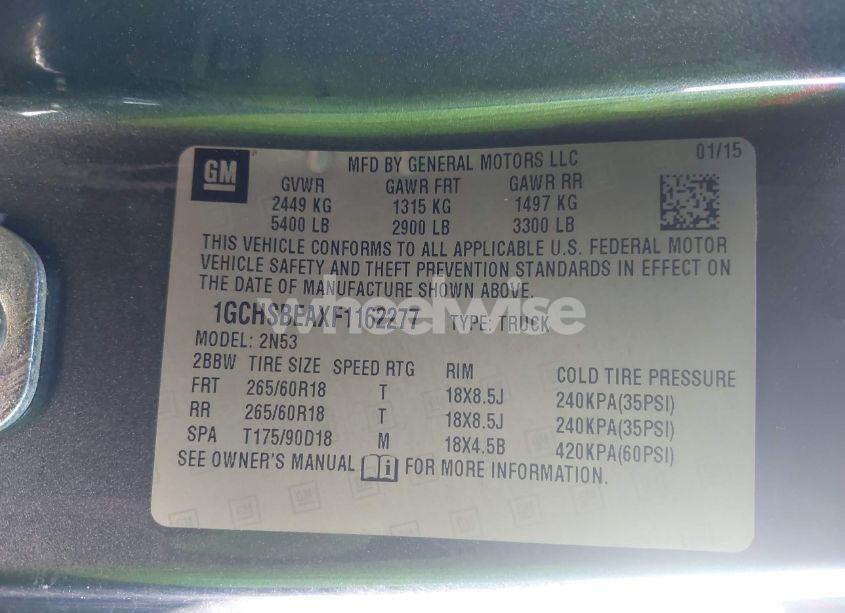 GM
MFD BY GENERAL MOTORS LLC
01/15
GVWR GAWR FRT GAWR RR
2449 KG 1315 KG 1497 KG
5400 LB 2900 LB 3300 LB
THIS VEHICLE CONFORMS TO ALL APPLICABLE U.S. FEDERAL MOTOR
VEHICLE SAFETY AND THEFT PREVENTION STANDARDS IN EFFECT ON
THE DATE OF MANUFACTURE SHOWN ABOVE.
1GCHSBEAXF1162277 TYPE: TRUCK
wheelwise
MODEL: 2N53
2BBW TIRE SIZE SPEED RTG RIM COLD TIRE PRESSURE
FRT 265/60R18 T 18X8.5J 240KPA(35PSI)
RR 265/60R18 T 18X8.5J 240KPA(35PSI)
SPA T175/90D18 M 18X4.5B 420KPA(60PSI)
SEE OWNER'S MANUAL FOR MORE INFORMATION.